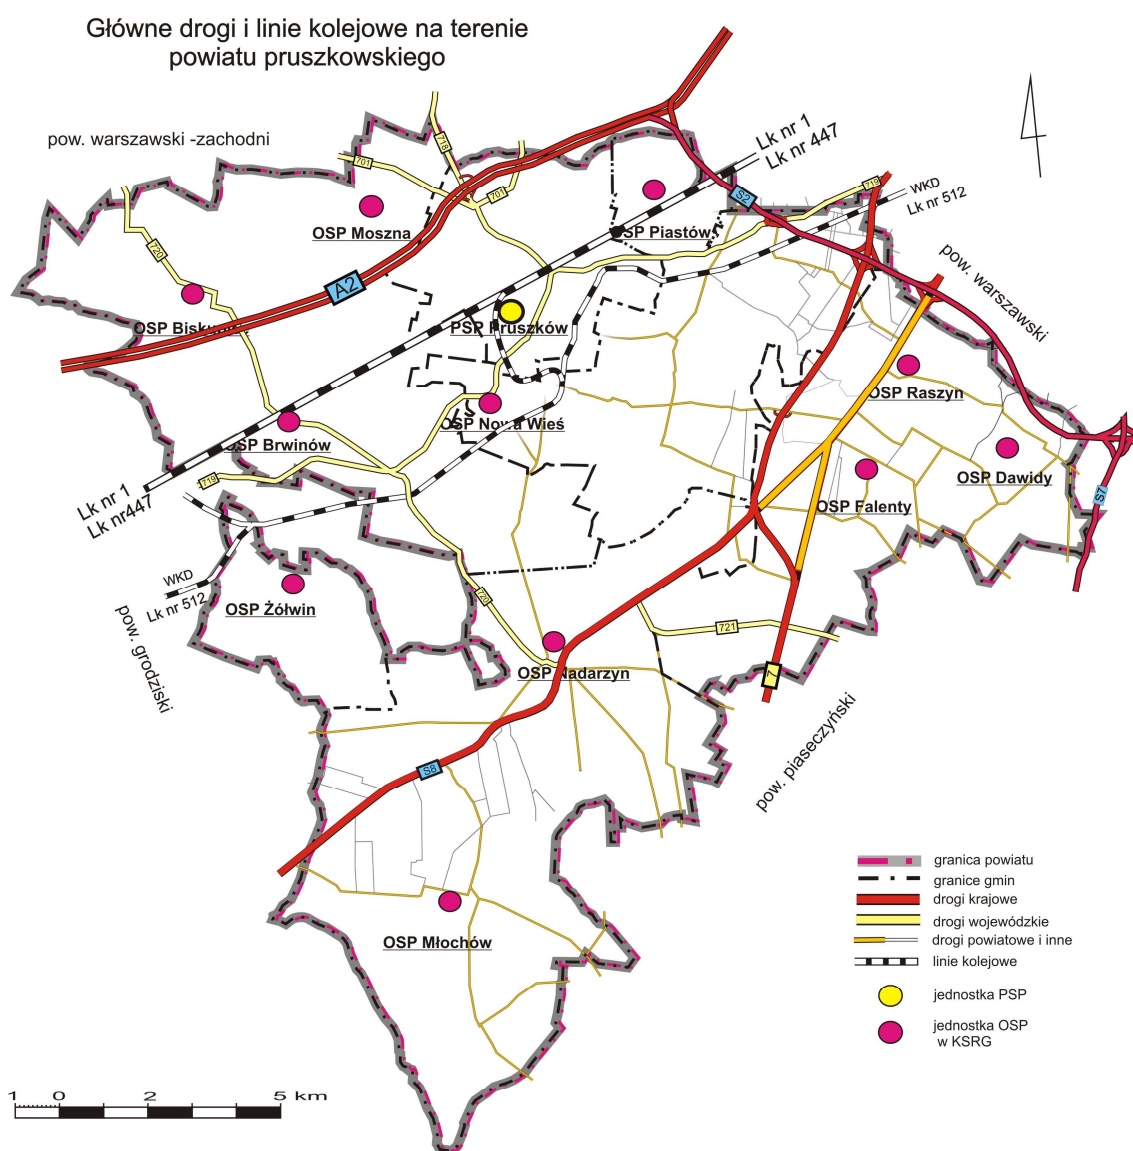 Główne drogi i linie kolejowe na terenie
powiatu pruszkowskiego
pow. warszawski -zachodni
718
701
701
Lk nr 1
Lk nr 447
S2
719
WKD
Lk nr 512
OSP Moszna
OSP Piastów
720
A2
pow. warszawski
PSP Pruszków
OSP Raszyn
OSP Brwinów
OSP Nowa Wieś
OSP Dawidy
719
Lk nr 1
Lk nr447
S7
OSP Falenty
WKD
Lk nr 512
OSP Żółwin
pow. grodziski
720
721
OSP Nadarzyn
7
pow. piaseczyński
S8
OSP Młochów
granica powiatu
granice gmin
drogi krajowe
drogi wojewódzkie
drogi powiatowe i inne
linie kolejowe
jednostka PSP
jednostka OSP
w KSRG
1 0 2 5 km